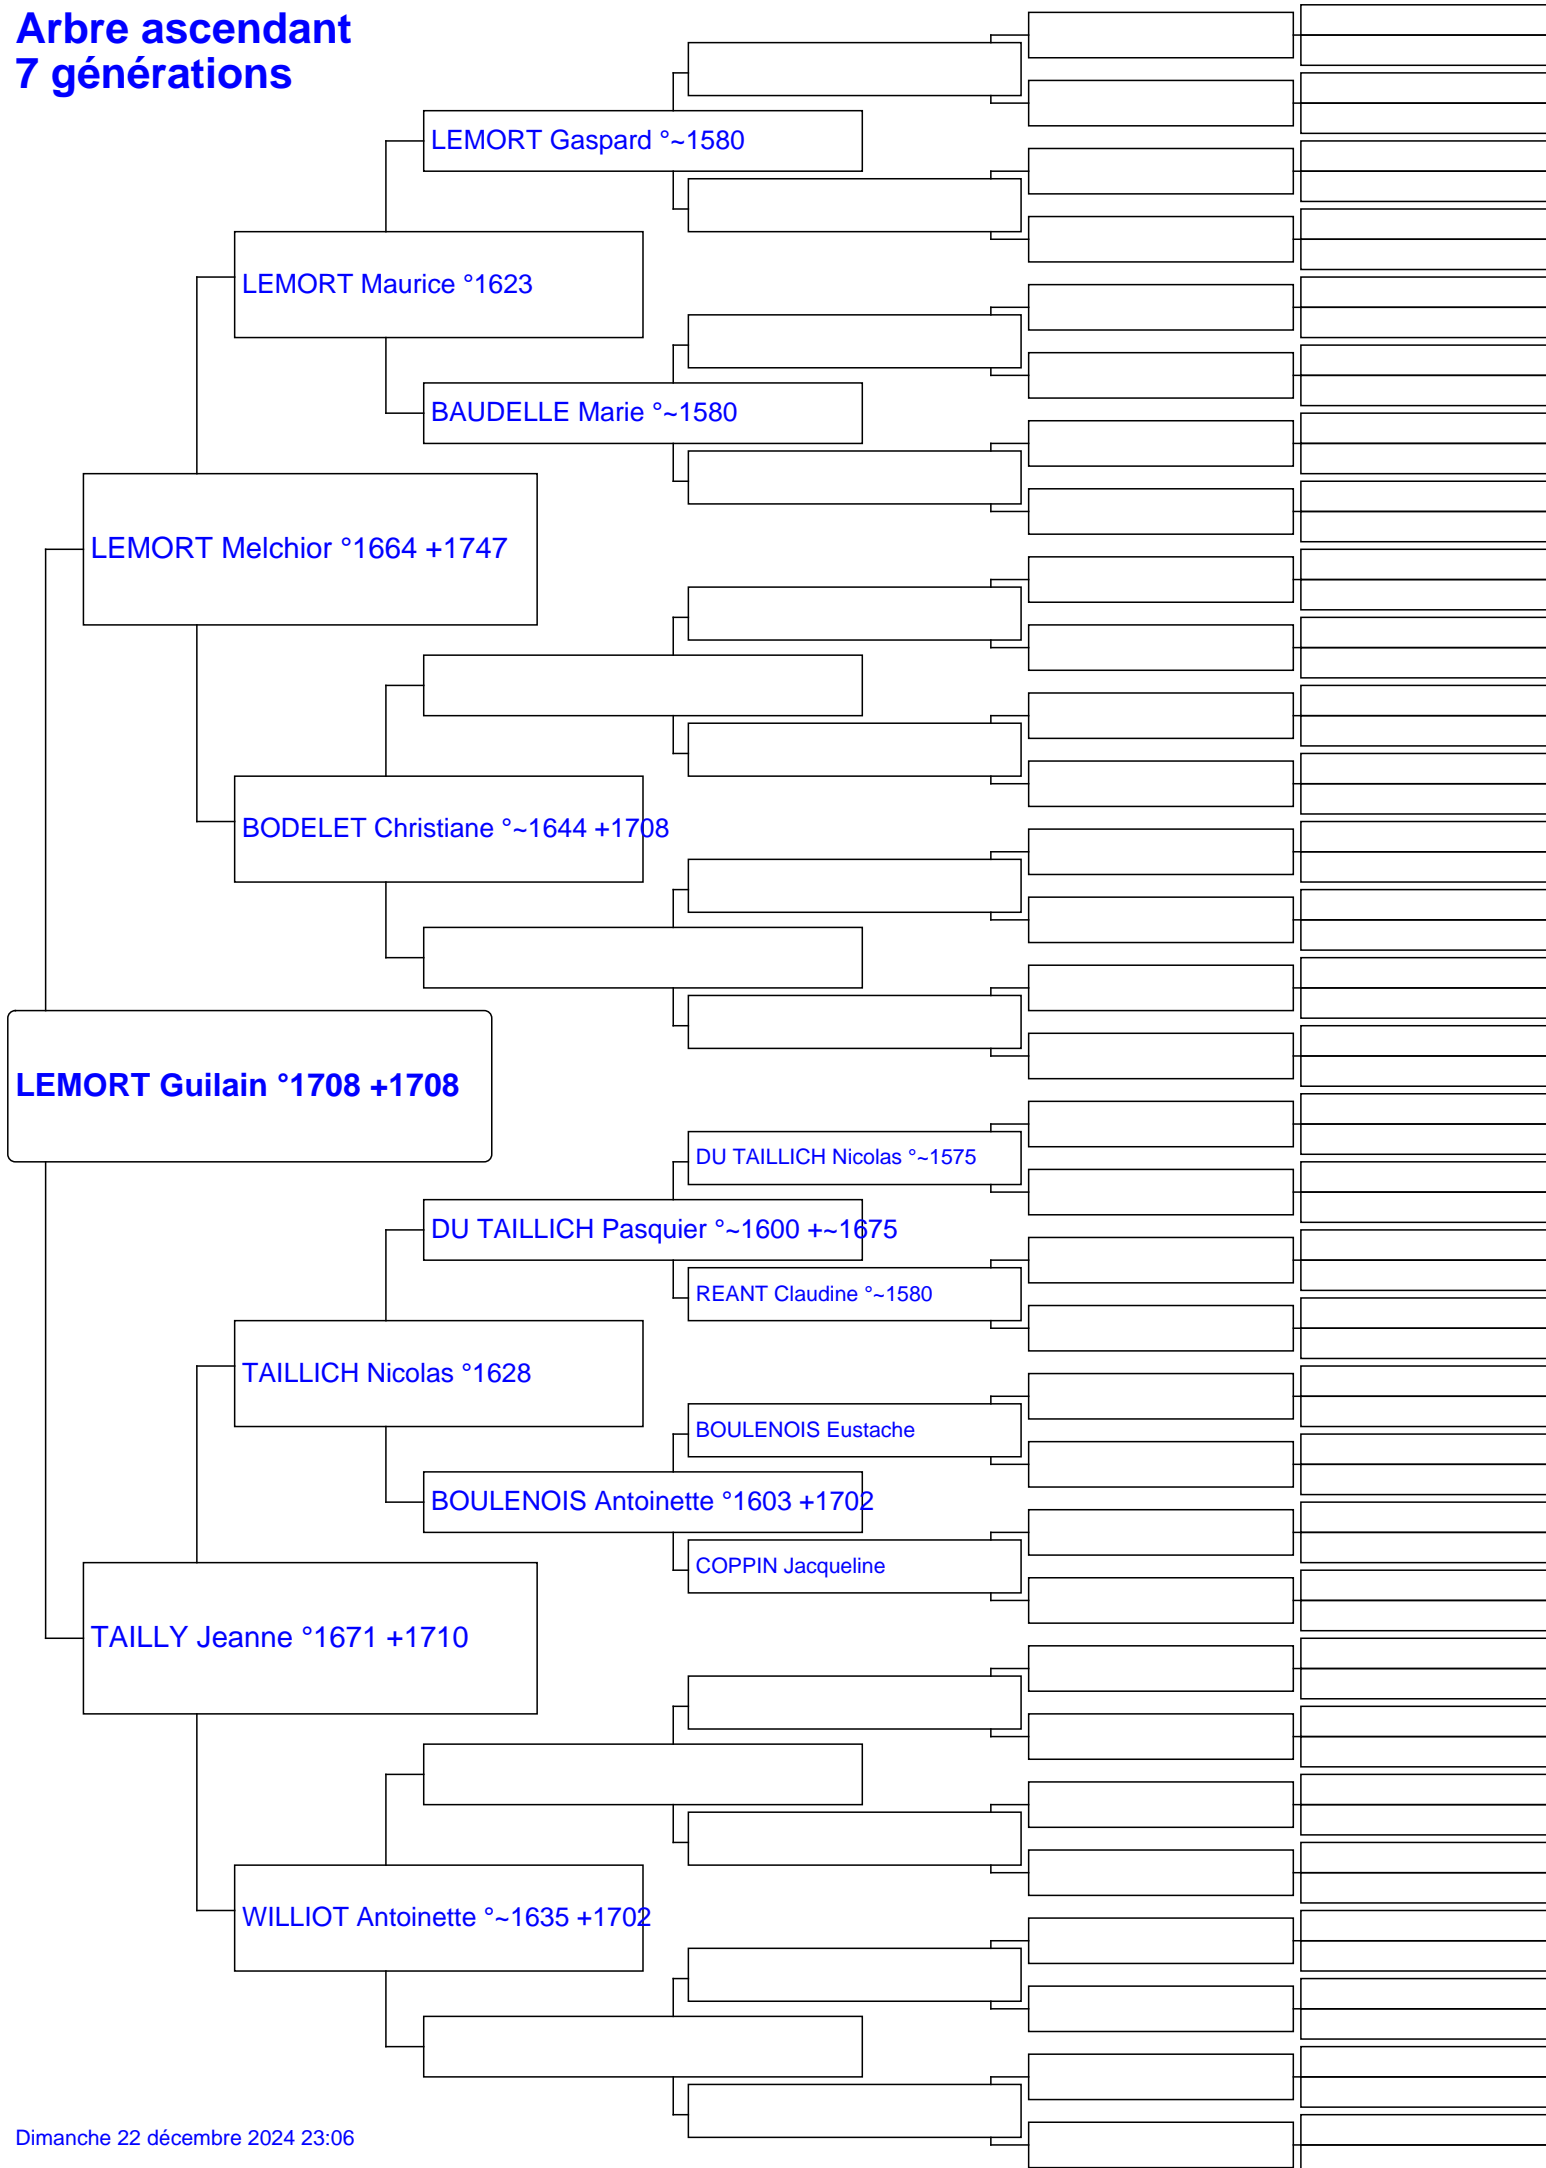 Arbre ascendant
7 générations
LEMORT Gaspard °~1580
LEMORT Maurice °1623
BAUDELLE Marie °~1580
LEMORT Melchior °1664 +1747
BODELET Christiane °~1644 +1708
LEMORT Guilain °1708 +1708
DU TAILLICH Nicolas °~1575
DU TAILLICH Pasquier °~1600 +~1675
REANT Claudine °~1580
TAILLICH Nicolas °1628
BOULENOIS Eustache
BOULENOIS Antoinette °1603 +1702
COPPIN Jacqueline
TAILLY Jeanne °1671 +1710
WILLIOT Antoinette °~1635 +1702
Dimanche 22 décembre 2024 23:06